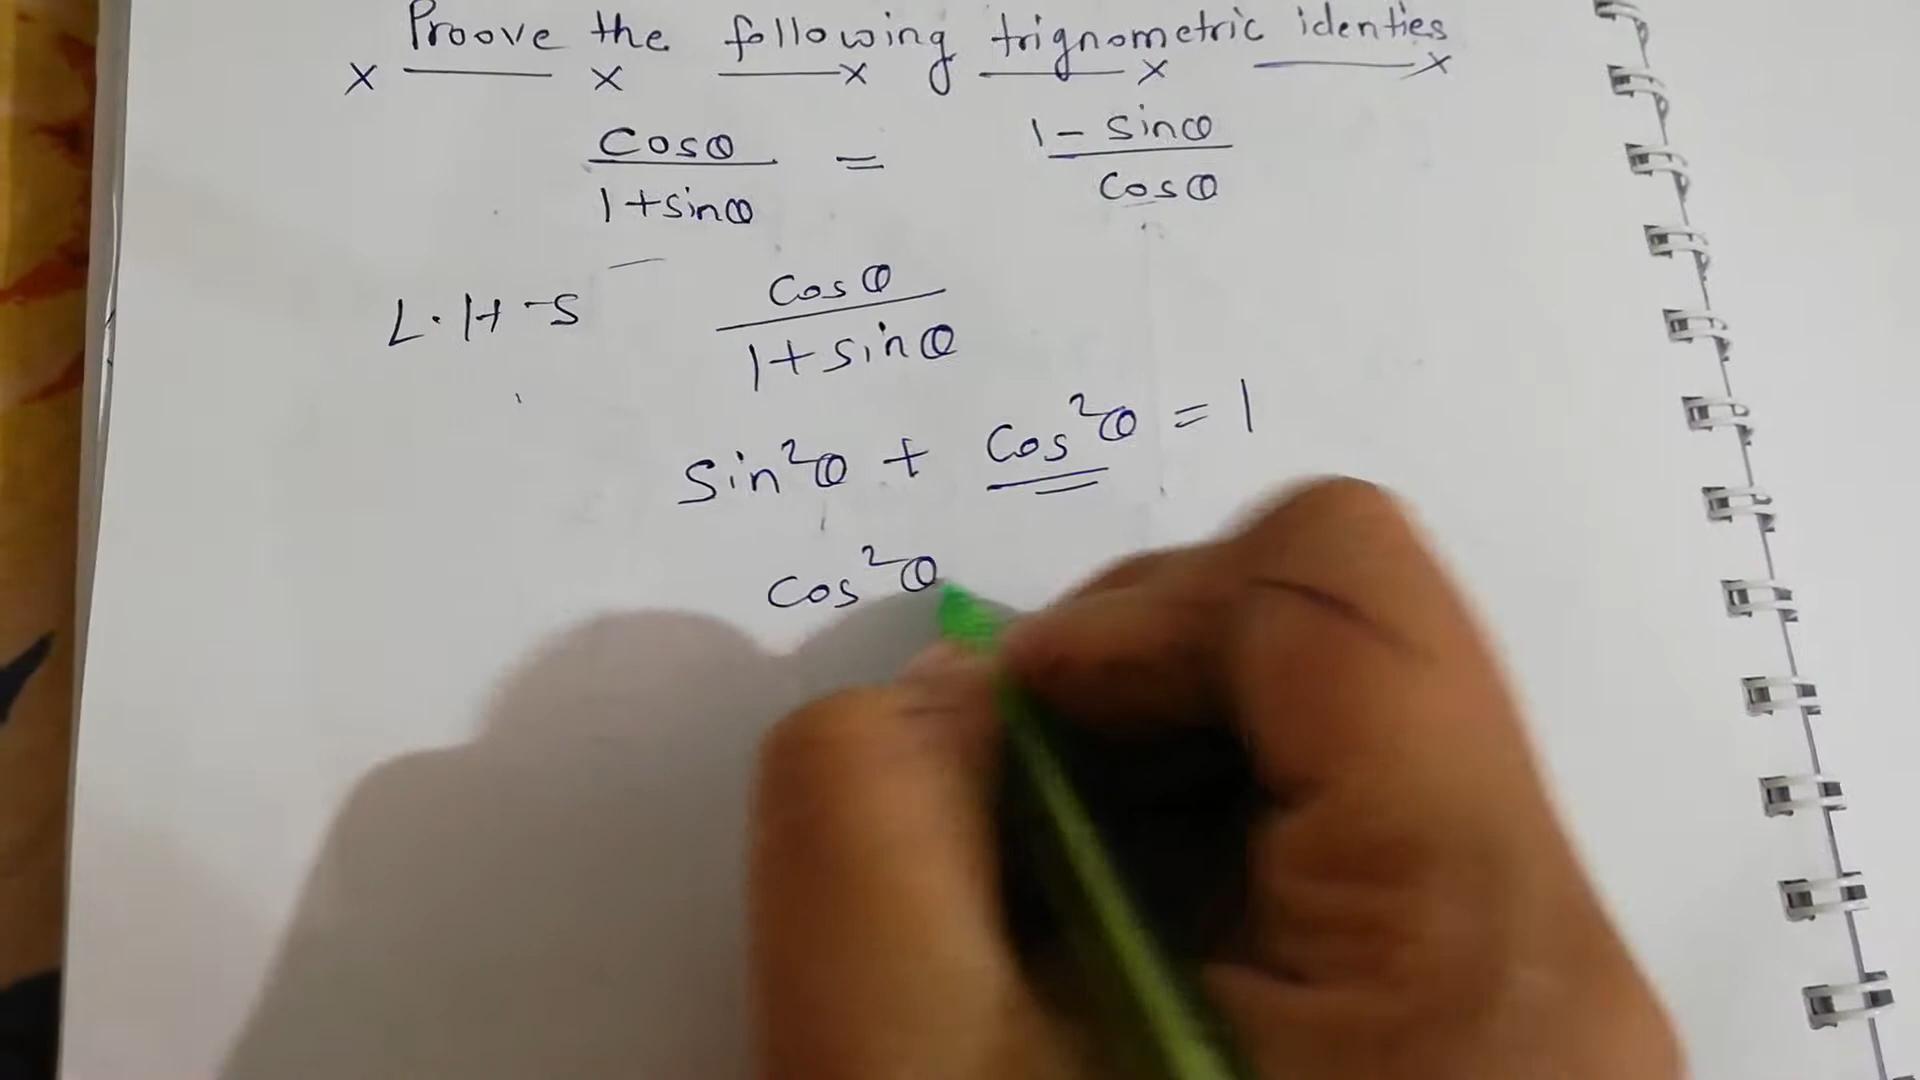 Proove the following trignometric identies
x — x — x — x — x
cosθ / 1+sinθ = 1 - sinθ / cosθ
L.H-S cosθ / 1+sinθ
sin²θ + cos²θ = 1
cos²θ